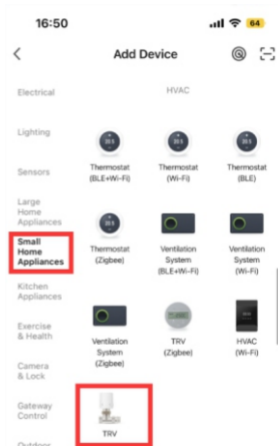 16:50
64
Add Device
Electrical
Lighting
Sensors
Large
Home
Appliances
Small
Home
Appliances
Kitchen
Appliances
Exercise
& Health
Camera
& Lock
Gateway
Control
Outdoor
HVAC
Thermostat
(BLE+Wi-Fi)
Thermostat
(Wi-Fi)
Thermostat
(BLE)
Thermostat
(Zigbee)
Ventilation
System
(BLE+Wi-Fi)
Ventilation
System
(Wi-Fi)
Ventilation
System
(Zigbee)
TRV
(Zigbee)
HVAC
(Wi-Fi)
TRV